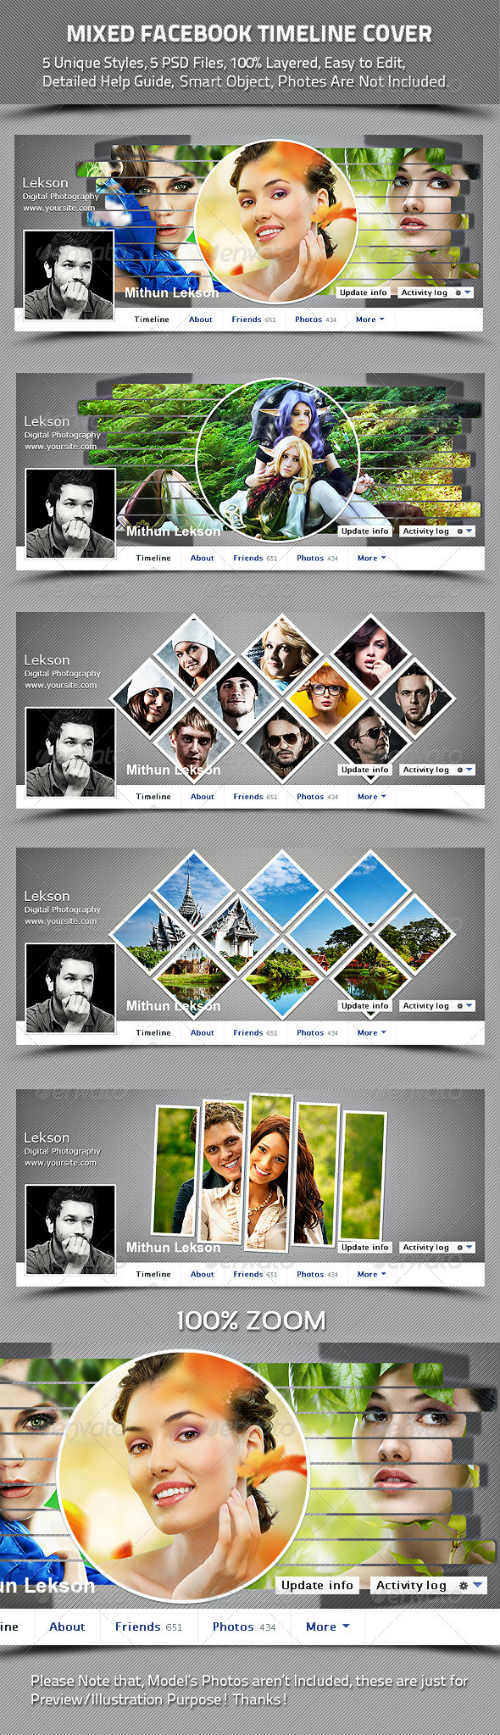 MIXED FACEBOOK TIMELINE COVER
5 Unique Styles, 5 PSD Files, 100% Layered, Easy to Edit,
Detailed Help Guide, Smart Object, Photes Are Not Included.
Lekson
Digital Photography
www.yoursite.com
Mithun Lekson
Update info
Activity log
Timeline About Friends 651 Photos 434 More
Lekson
Digital Photography
www.yoursite.com
Mithun Lekson
Update info
Activity log
Timeline About Friends 651 Photos 434 More
Lekson
Digital Photography
www.yoursite.com
Mithun Lekson
Update info
Activity log
Timeline About Friends 651 Photos 434 More
Lekson
Digital Photography
www.yoursite.com
Mithun Lekson
Update info
Activity log
Timeline About Friends 651 Photos 434 More
envato
Lekson
Digital Photography
www.yoursite.com
Mithun Lekson
Update info
Activity log
Timeline About Friends 651 Photos 434 More
100% ZOOM
hun Lekson
Update info
Activity log
ine About Friends 651 Photos 434 More
Please Note that, Model's Photos aren't Included, these are just for
Preview/Illustration Purpose! Thanks!